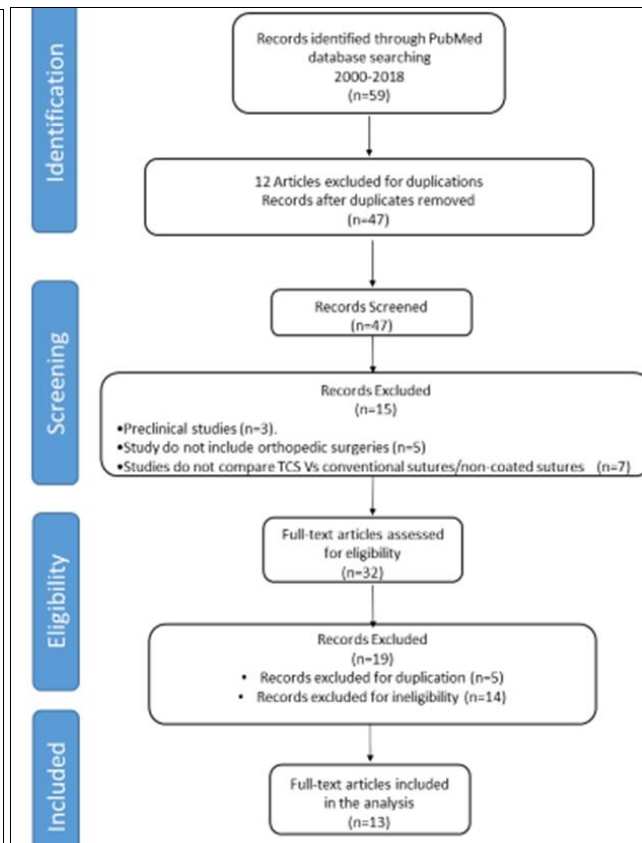 Identification
Records identified through PubMed
database searching
2000-2018
(n=59)
12 Articles excluded for duplications
Records after duplicates removed
(n=47)
Screening
Records Screened
(n=47)
Records Excluded
(n=15)
•Preclinical studies (n=3).
•Study do not include orthopedic surgeries (n=5)
•Studies do not compare TCS Vs conventional sutures/non-coated sutures (n=7)
Eligibility
Full-text articles assessed
for eligibility
(n=32)
Records Excluded
(n=19)
• Records excluded for duplication (n=5)
• Records excluded for ineligibility (n=14)
Included
Full-text articles included
in the analysis
(n=13)